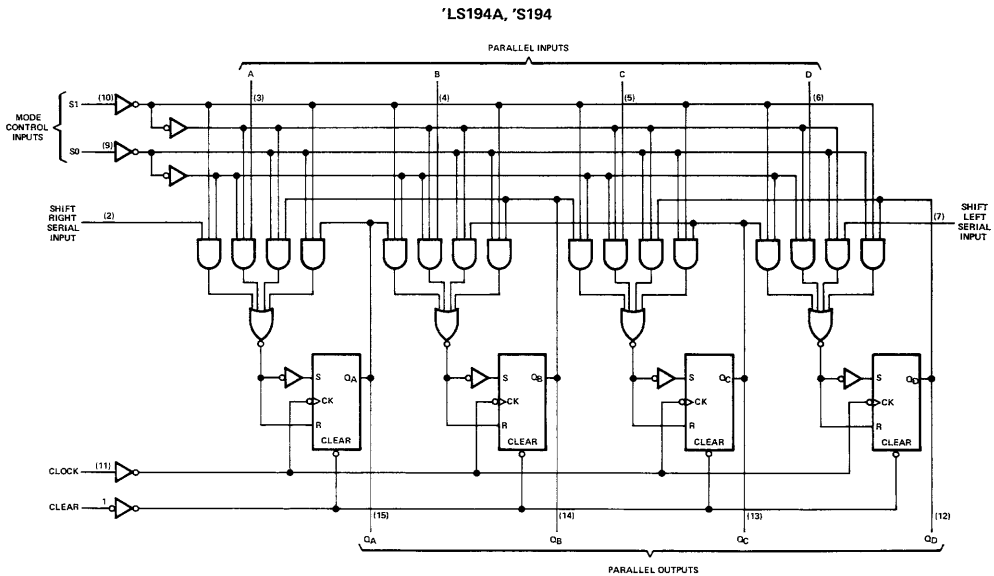 'LS194A, 'S194
PARALLEL INPUTS
A B C D
(3) (4) (5) (6)
MODE
CONTROL
INPUTS
S1 (10)
S0 (9)
SHIFT
RIGHT
SERIAL
INPUT
(2)
(7)
SHIFT
LEFT
SERIAL
INPUT
S QA
CK
R
CLEAR
S QB
CK
R
CLEAR
S QC
CK
R
CLEAR
S QD
CK
R
CLEAR
CLOCK (11)
CLEAR 1
(15) (14) (13) (12)
QA QB QC QD
PARALLEL OUTPUTS